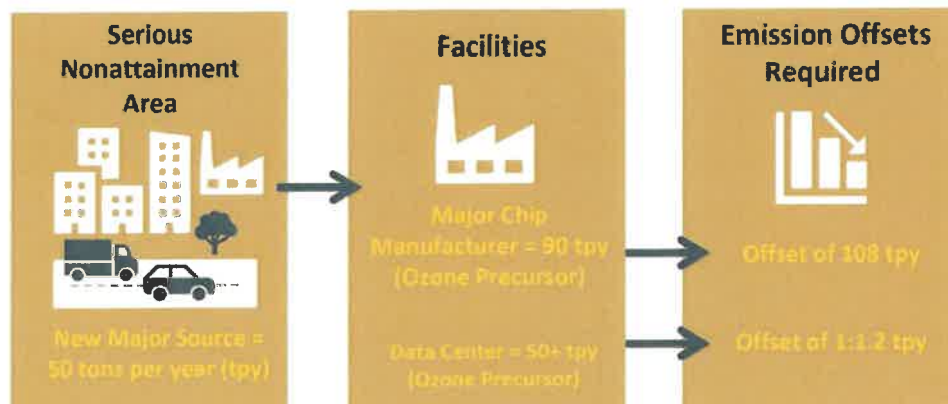 Serious
Nonattainment
Area
New Major Source =
50 tons per year (tpy)
Facilities
Major Chip
Manufacturer = 90 tpy
(Ozone Precursor)
Data Center = 50+ tpy
(Ozone Precursor)
Emission Offsets
Required
Offset of 108 tpy
Offset of 1:1.2 tpy